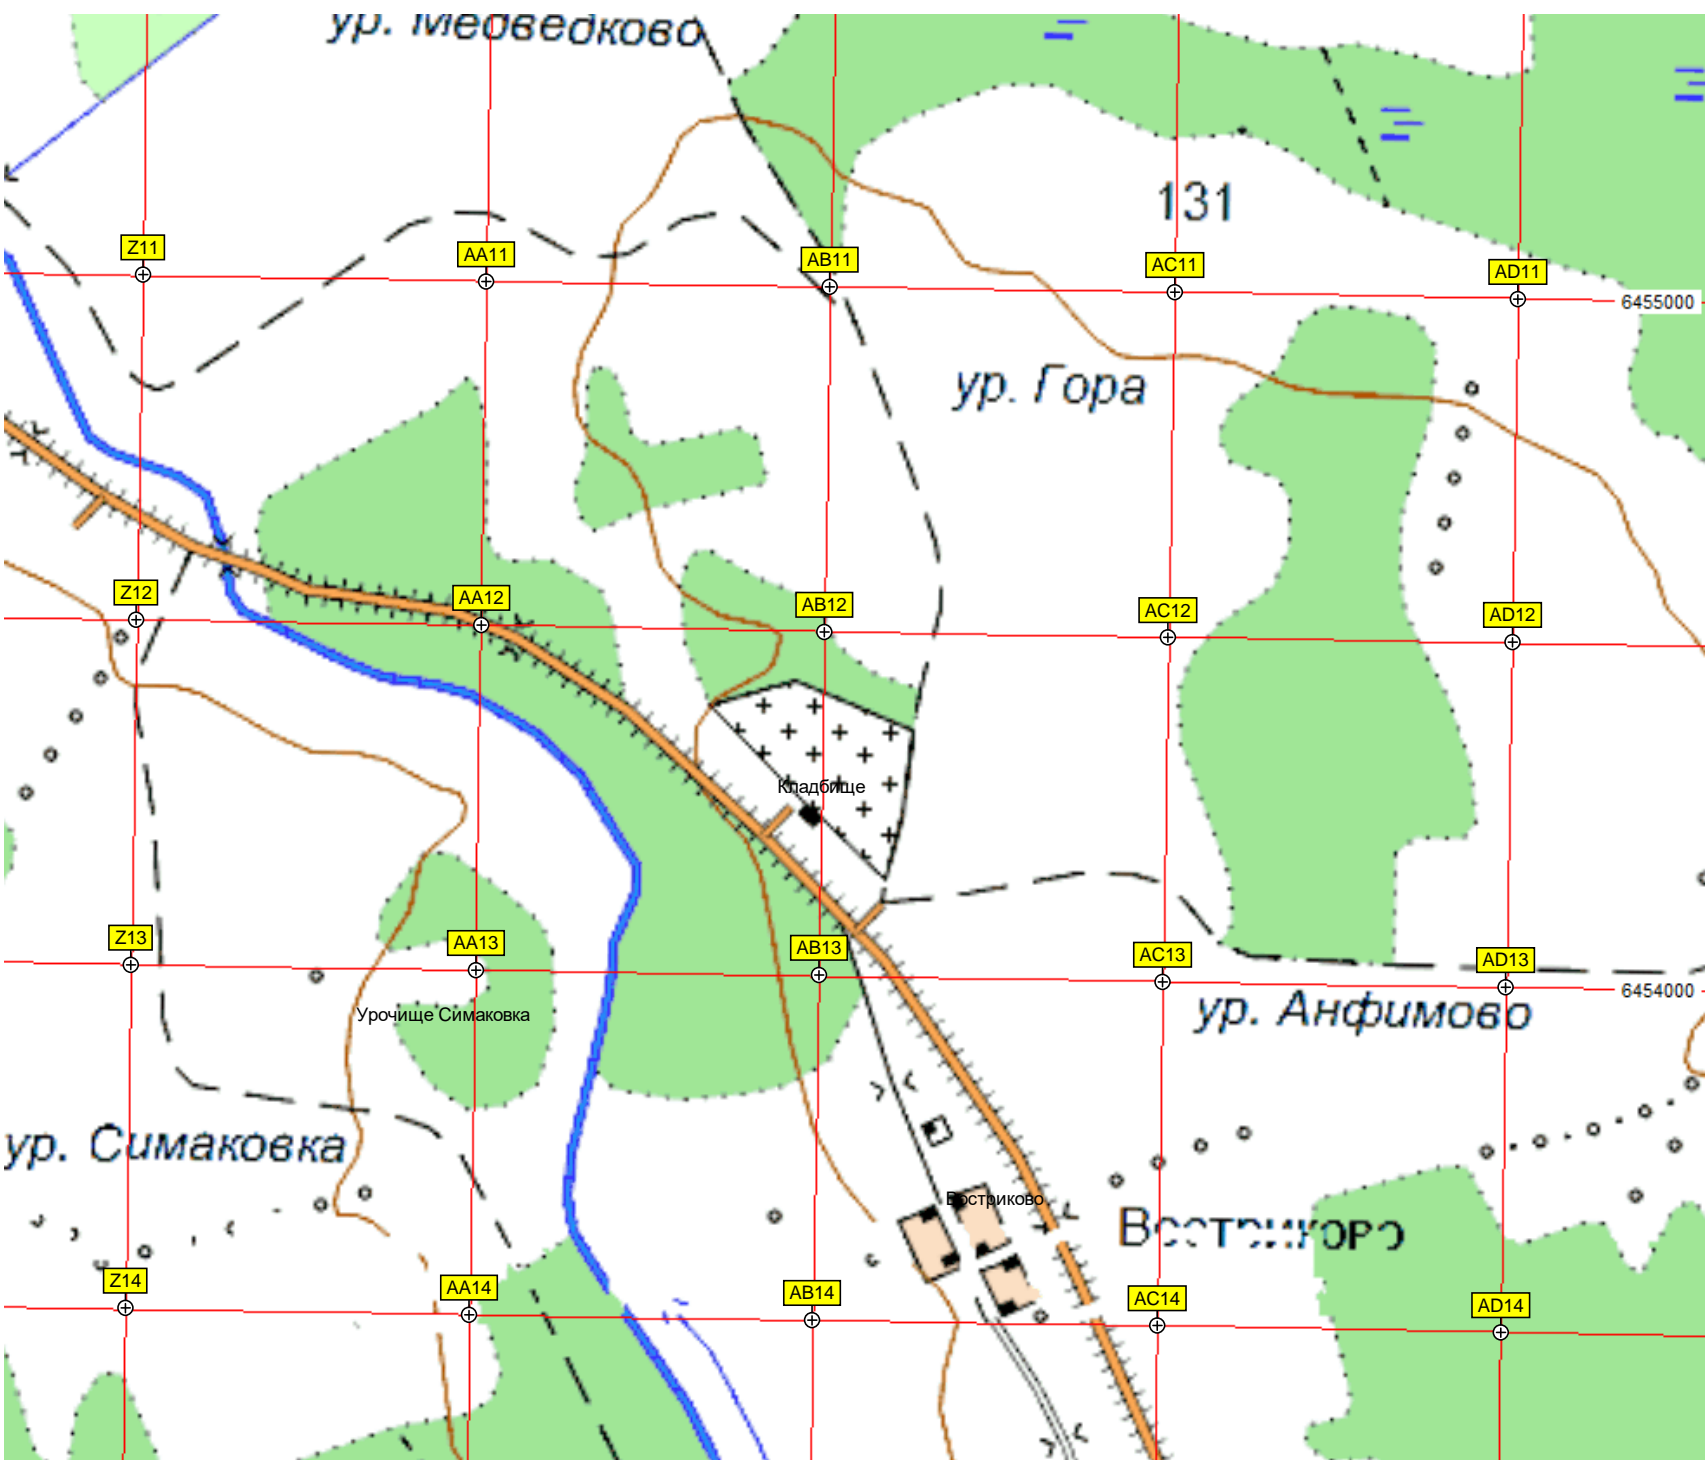 ур. Медведково
131
Z11
AA11
AB11
AC11
AD11
6455000
ур. Гора
Z12
AA12
AB12
AC12
AD12
Кладбище
Z13
AA13
AB13
AC13
AD13
6454000
ур. Анфимово
Урочище Симаковка
ур. Симаковка
Востриково
Востриково
Z14
AA14
AB14
AC14
AD14